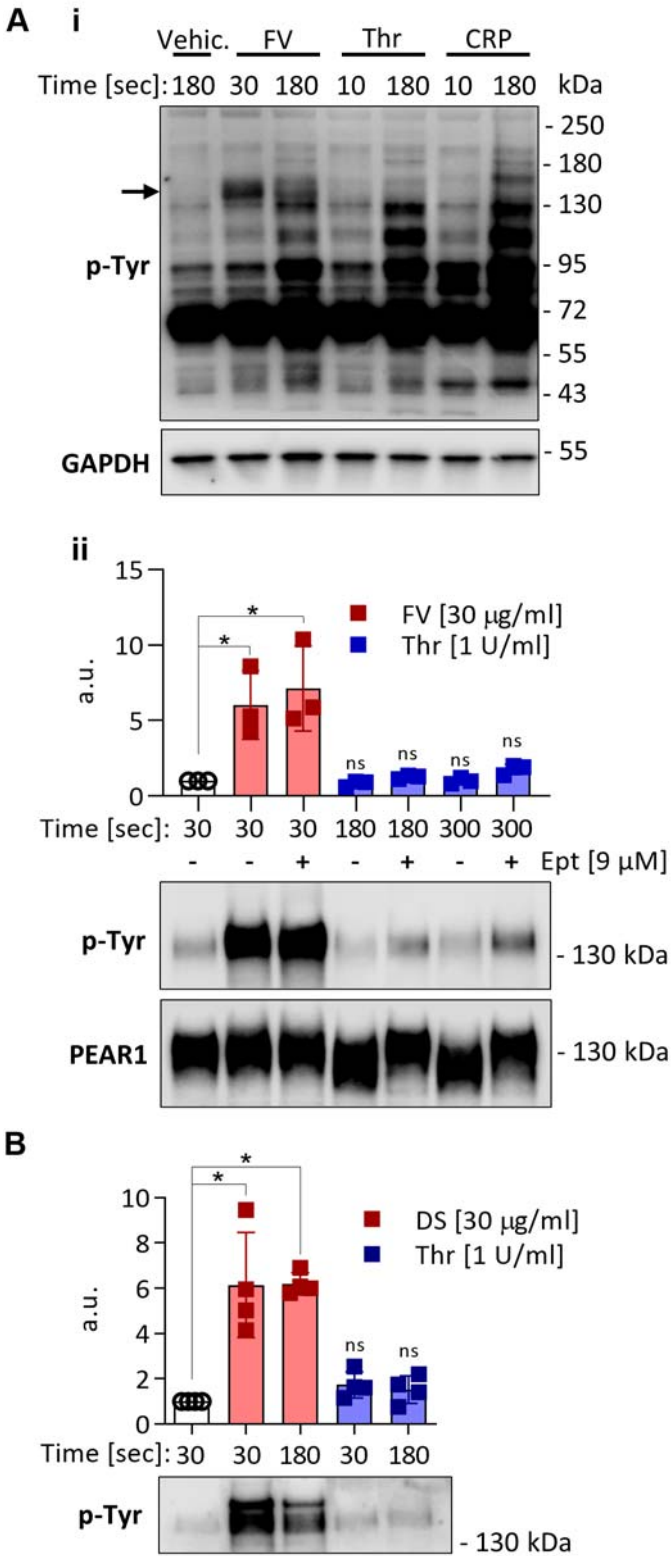 A i
Vehic. FV Thr CRP
Time [sec]: 180 30 180 10 180 10 180 kDa
- 250
- 180
- 130
p-Tyr
- 95
- 72
- 55
- 43
GAPDH
- 55
ii
15
10
5
0
a.u.
* *
FV [30 µg/ml]
Thr [1 U/ml]
ns ns ns ns
Time [sec]: 30 30 30 180 180 300 300
- - + - + - + Ept [9 µM]
p-Tyr - 130 kDa
PEAR1 - 130 kDa
B
10
8
6
4
2
0
a.u.
* *
DS [30 µg/ml]
Thr [1 U/ml]
ns ns
Time [sec]: 30 30 180 30 180
p-Tyr - 130 kDa